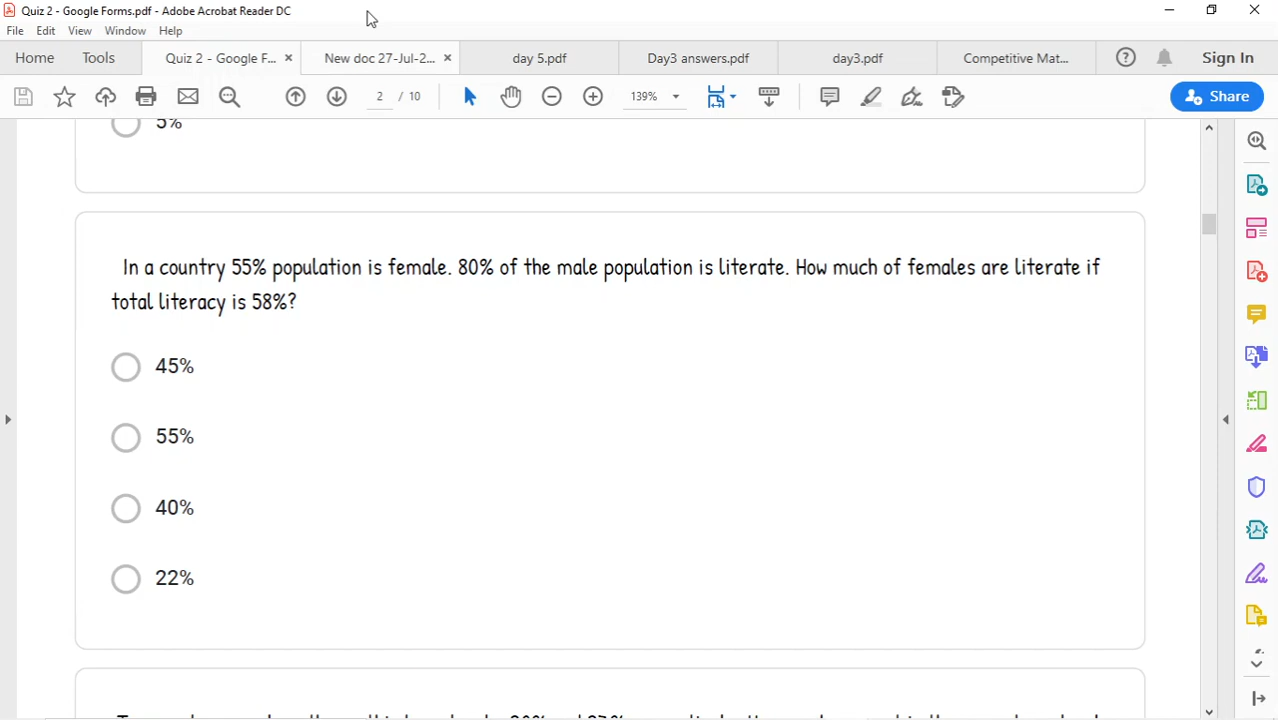 Quiz 2 - Google Forms.pdf - Adobe Acrobat Reader DC
File Edit View Window Help
Home Tools Quiz 2 - Google F... New doc 27-Jul-2... day 5.pdf Day3 answers.pdf day3.pdf Competitive Mat... Sign In
2 / 10 139% Share
5%
In a country 55% population is female. 80% of the male population is literate. How much of females are literate if
total literacy is 58%?
45%
55%
40%
22%